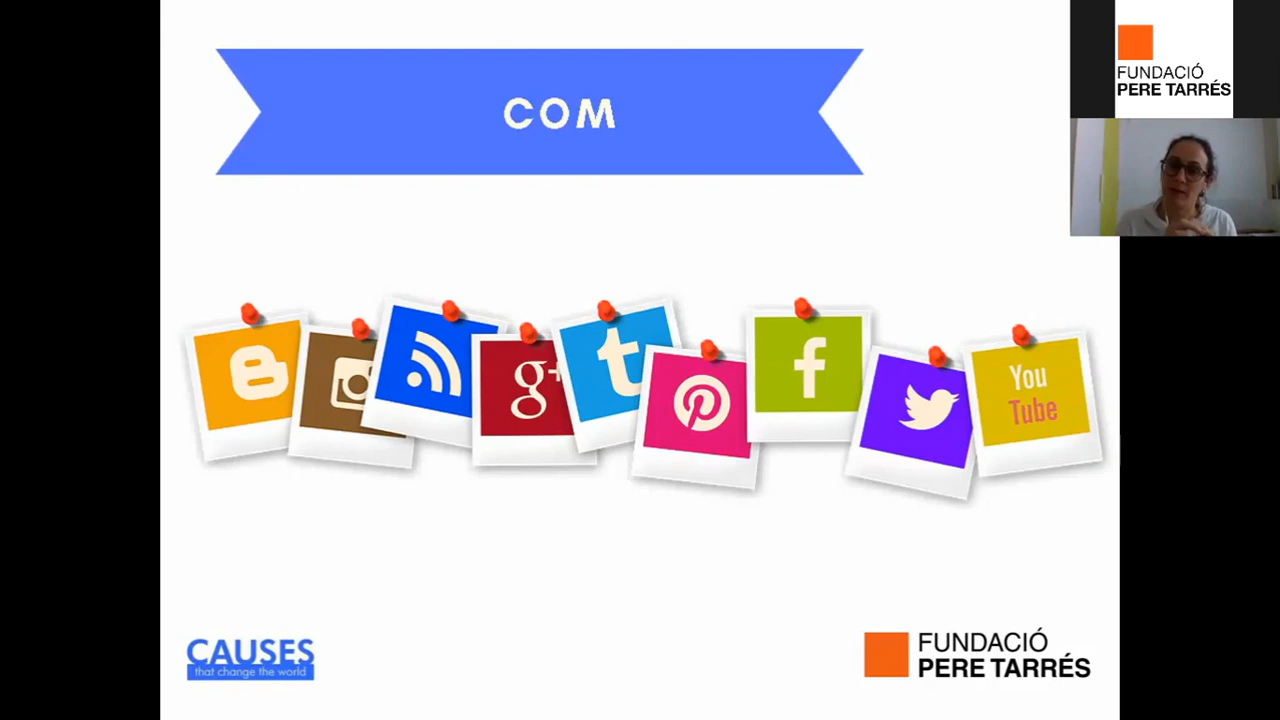 COM
FUNDACIÓ
PERE TARRÉS
g+
t
f
You
Tube
CAUSES
that change the world
FUNDACIÓ
PERE TARRÉS